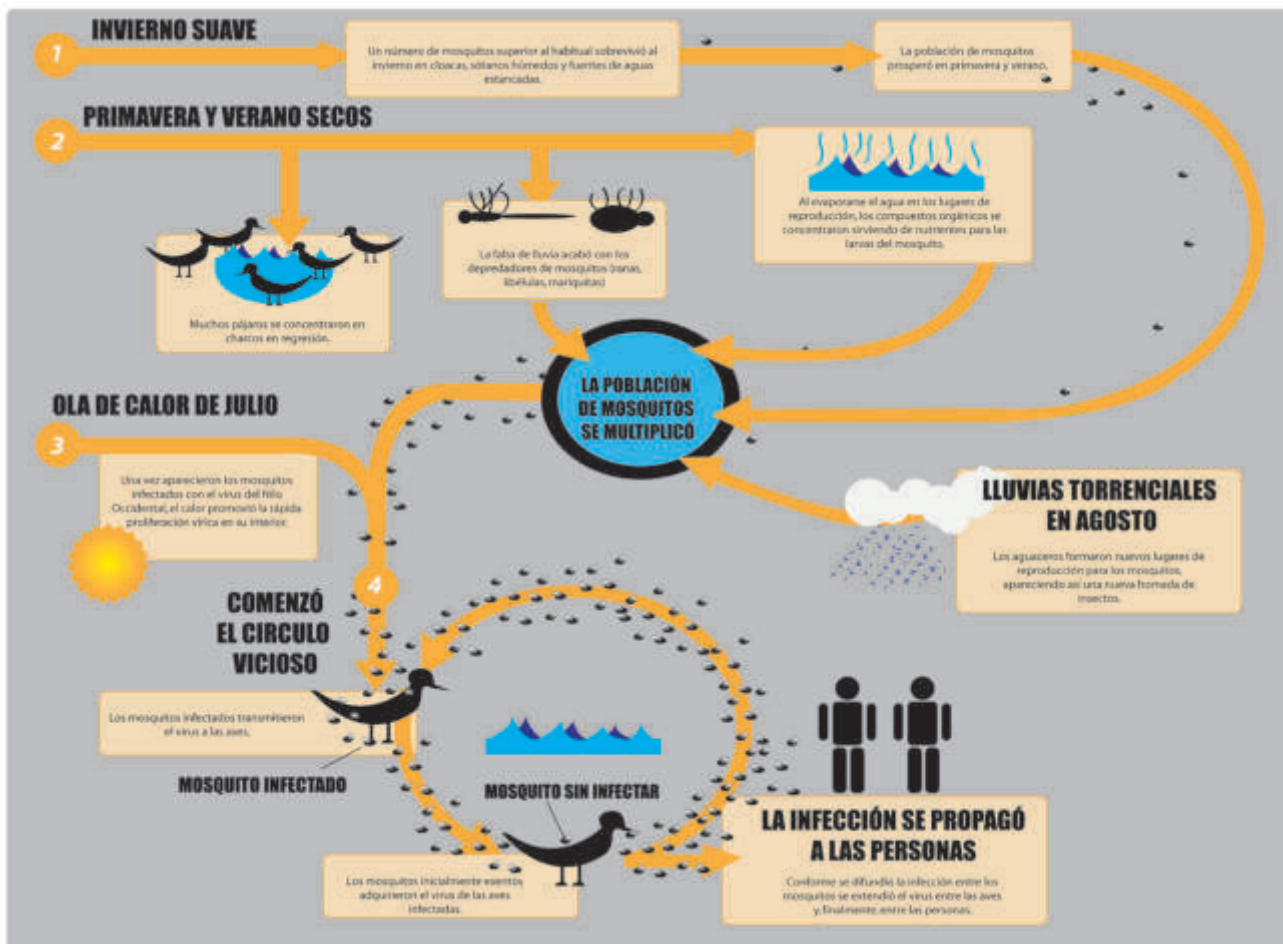 1
INVIERNO SUAVE
Un número de mosquitos superior al habitual sobrevivió al
invierno en cloacas, sótanos húmedos y fuentes de aguas
estancadas.
La población de mosquitos
prosperó en primavera y verano.
2
PRIMAVERA Y VERANO SECOS
Muchos pájaros se concentraron en
charcos en regresión.
La falta de lluvia acabó con los
depredadores de mosquitos (ranas,
libélulas, mariquitas)
Al evaporarse el agua en los lugares de
reproducción, los compuestos orgánicos se
concentraron sirviendo de nutrientes para las
larvas del mosquito.
LA POBLACIÓN
DE MOSQUITOS
SE MULTIPLICÓ
OLA DE CALOR DE JULIO
3
Una vez aparecieron los mosquitos
infectados con el virus del Nilo
Occidental, el calor promovió la rápida
proliferación vírica en su interior.
LLUVIAS TORRENCIALES
EN AGOSTO
Los aguaceros formaron nuevos lugares de
reproducción para los mosquitos,
apareciendo así una nueva hornada de
insectos.
4
COMENZÓ
EL CIRCULO
VICIOSO
Los mosquitos infectados transmitieron
el virus a las aves.
MOSQUITO INFECTADO
MOSQUITO SIN INFECTAR
Los mosquitos inicialmente exentos
adquirieron el virus de las aves
infectadas.
LA INFECCIÓN SE PROPAGÓ
A LAS PERSONAS
Conforme se difundió la infección entre los
mosquitos se extendió el virus entre las aves
y, finalmente, entre las personas.